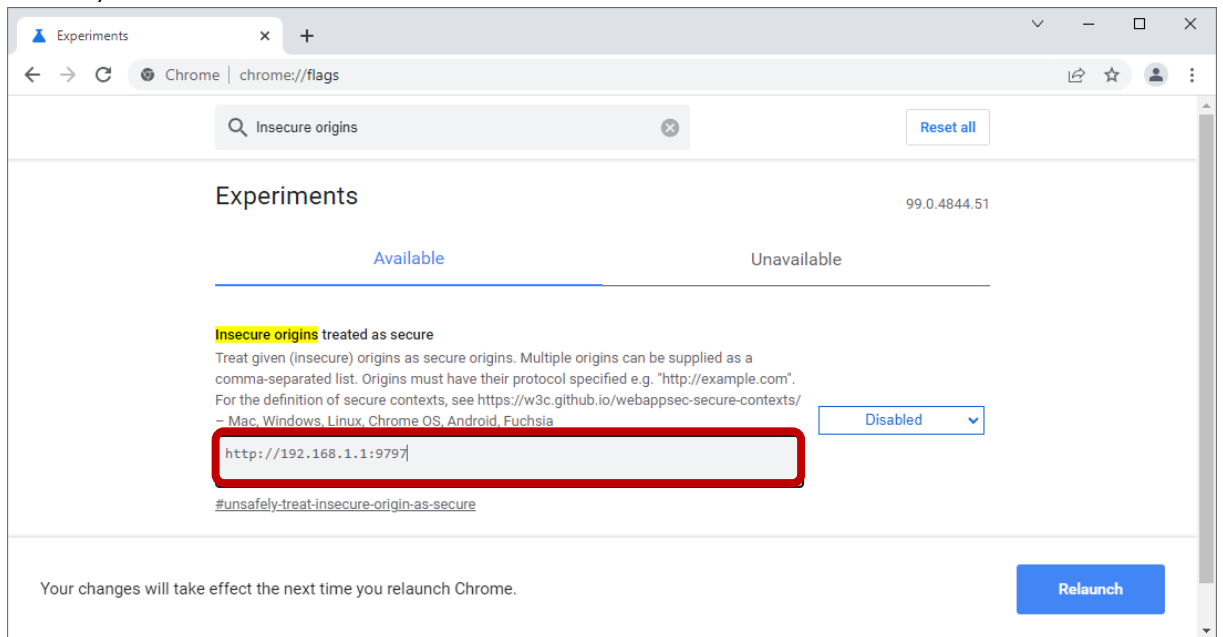 Experiments
Chrome | chrome://flags
Insecure origins
Reset all
Experiments
99.0.4844.51
Available
Unavailable
Insecure origins treated as secure
Treat given (insecure) origins as secure origins. Multiple origins can be supplied as a
comma-separated list. Origins must have their protocol specified e.g. "http://example.com".
For the definition of secure contexts, see https://w3c.github.io/webappsec-secure-contexts/
– Mac, Windows, Linux, Chrome OS, Android, Fuchsia
Disabled
http://192.168.1.1:9797
#unsafely-treat-insecure-origin-as-secure
Your changes will take effect the next time you relaunch Chrome.
Relaunch